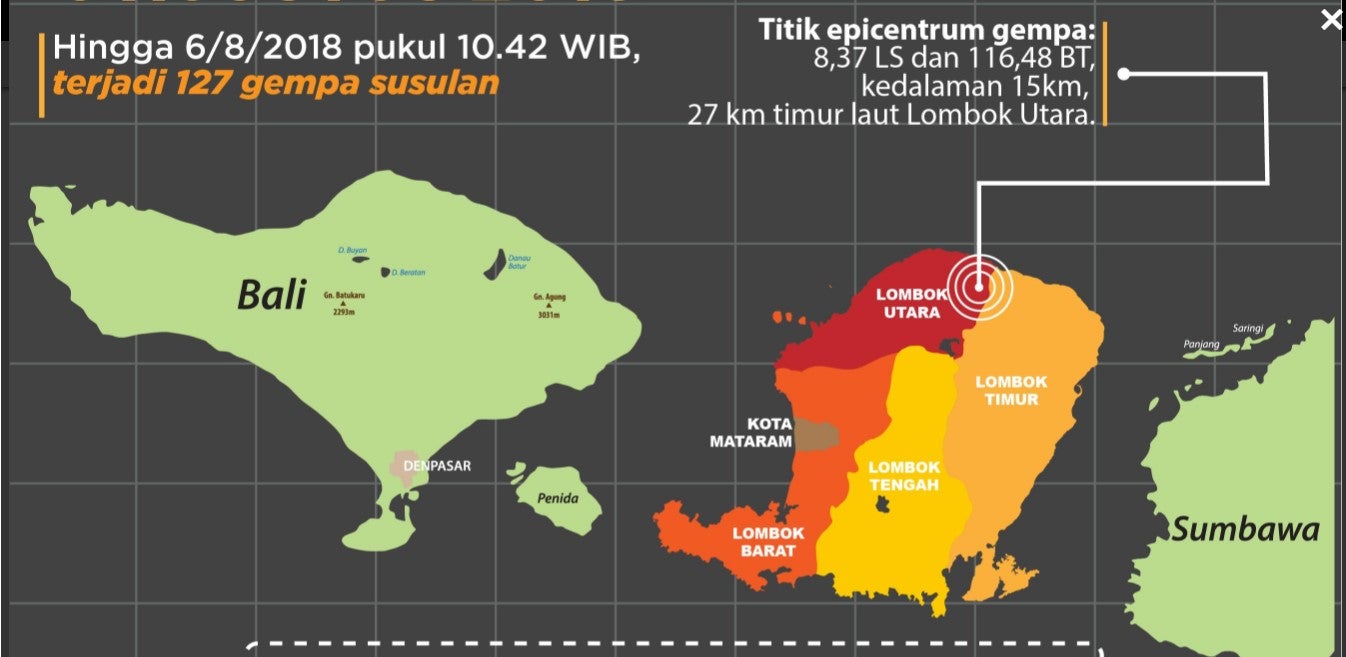 Hingga 6/8/2018 pukul 10.42 WIB,
terjadi 127 gempa susulan
Titik epicentrum gempa:
8,37 LS dan 116,48 BT,
kedalaman 15km,
27 km timur laut Lombok Utara.
D. Buyan
D. Beratan
Danau
Batur
Bali
Gn. Batukaru
2293m
Gn. Agung
3031m
DENPASAR
Penida
LOMBOK
UTARA
LOMBOK
TIMUR
KOTA
MATARAM
LOMBOK
TENGAH
LOMBOK
BARAT
Saringi
Panjang
Sumbawa